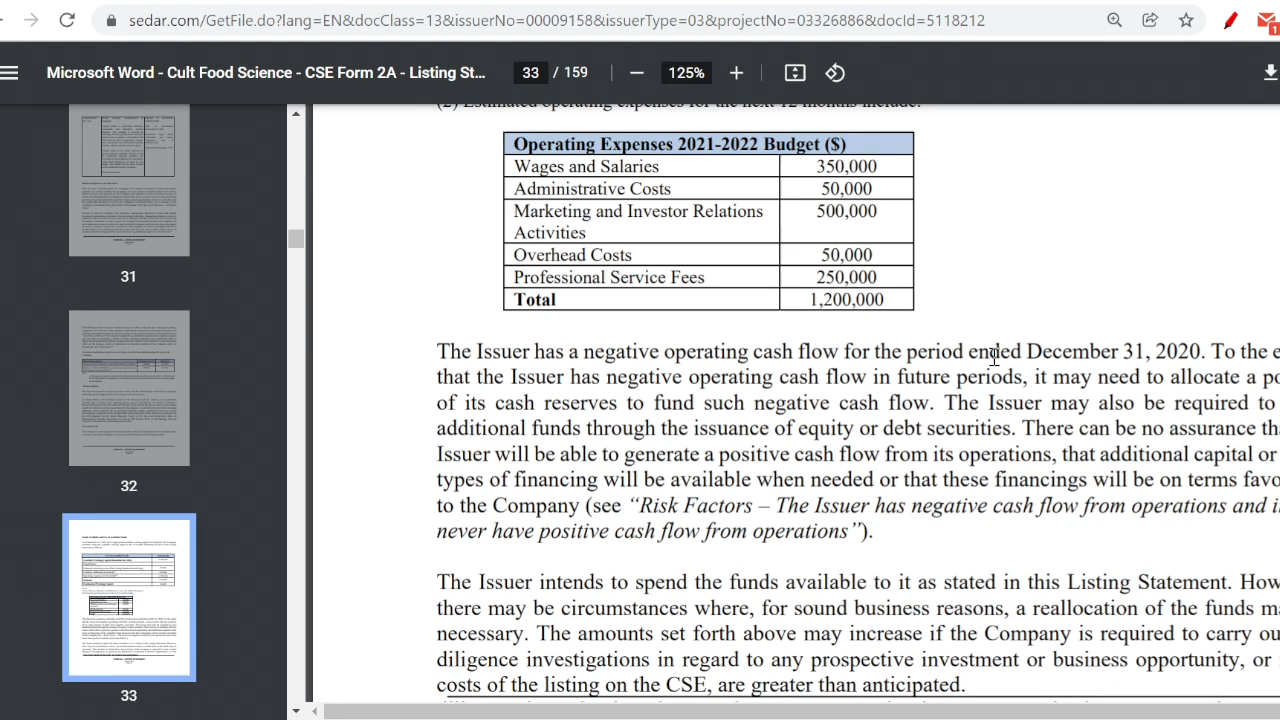 sedar.com/GetFile.do?lang=EN&docClass=13&issuerNo=00009158&issuerType=03&projectNo=03326886&docId=5118212
1
Microsoft Word - Cult Food Science - CSE Form 2A - Listing St...
33 / 159
125%
31
32
33
(2) Estimated operating expenses for the next 12 months include:
Operating Expenses 2021-2022 Budget ($)
Wages and Salaries 350,000
Administrative Costs 50,000
Marketing and Investor Relations 500,000
Activities
Overhead Costs 50,000
Professional Service Fees 250,000
Total 1,200,000
The Issuer has a negative operating cash flow for the period ended December 31, 2020. To the e
that the Issuer has negative operating cash flow in future periods, it may need to allocate a po
of its cash reserves to fund such negative cash flow. The Issuer may also be required to
additional funds through the issuance of equity or debt securities. There can be no assurance tha
Issuer will be able to generate a positive cash flow from its operations, that additional capital or
types of financing will be available when needed or that these financings will be on terms favo
to the Company (see “Risk Factors – The Issuer has negative cash flow from operations and i
never have positive cash flow from operations”).
The Issuer intends to spend the funds available to it as stated in this Listing Statement. How
there may be circumstances where, for sound business reasons, a reallocation of the funds m
necessary. The amounts set forth above may increase if the Company is required to carry ou
diligence investigations in regard to any prospective investment or business opportunity, or
costs of the listing on the CSE, are greater than anticipated.